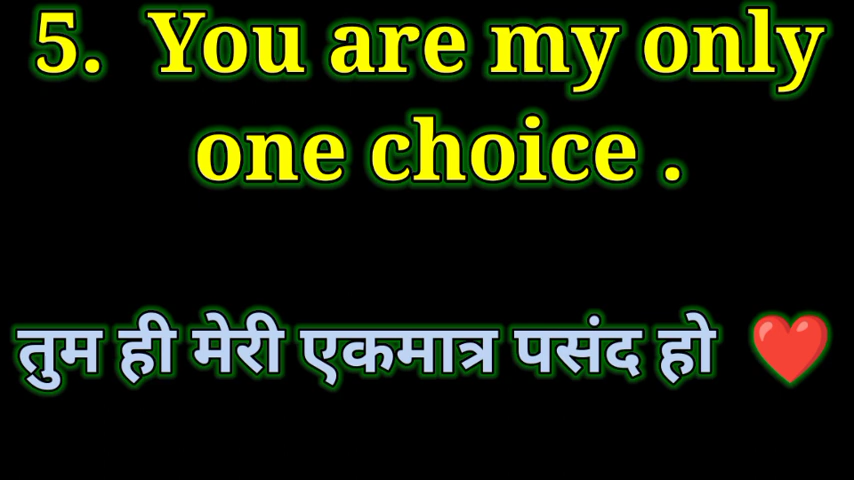 5. You are my only
one choice .
तुम ही मेरी एकमात्र पसंद हो ❤️